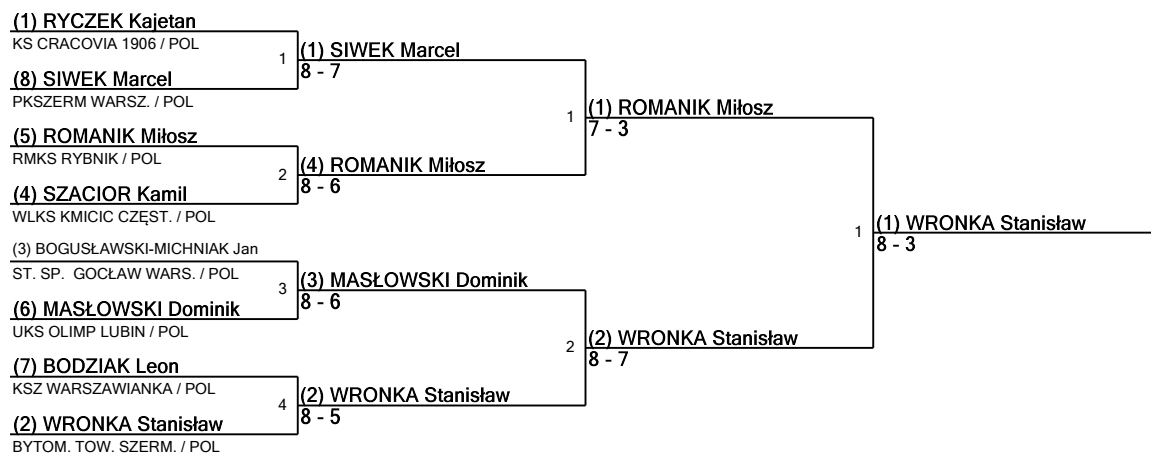 (1) RYCZEK Kajetan
KS CRACOVIA 1906 / POL
1
(8) SIWEK Marcel
PKSZERM WARSZ. / POL
(5) ROMANIK Miłosz
RMKS RYBNIK / POL
2
(4) SZACIOR Kamil
WLKS KMICIC CZĘST. / POL
(3) BOGUSŁAWSKI-MICHNIAK Jan
ST. SP.  GOCŁAW WARS. / POL
3
(6) MASŁOWSKI Dominik
UKS OLIMP LUBIN / POL
(7) BODZIAK Leon
KSZ WARSZAWIANKA / POL
4
(2) WRONKA Stanisław
BYTOM. TOW. SZERM. / POL
(1) SIWEK Marcel
8 - 7
1
(4) ROMANIK Miłosz
8 - 6
(3) MASŁOWSKI Dominik
8 - 6
2
(2) WRONKA Stanisław
8 - 5
(1) ROMANIK Miłosz
7 - 3
1
(2) WRONKA Stanisław
8 - 7
(1) WRONKA Stanisław
8 - 3